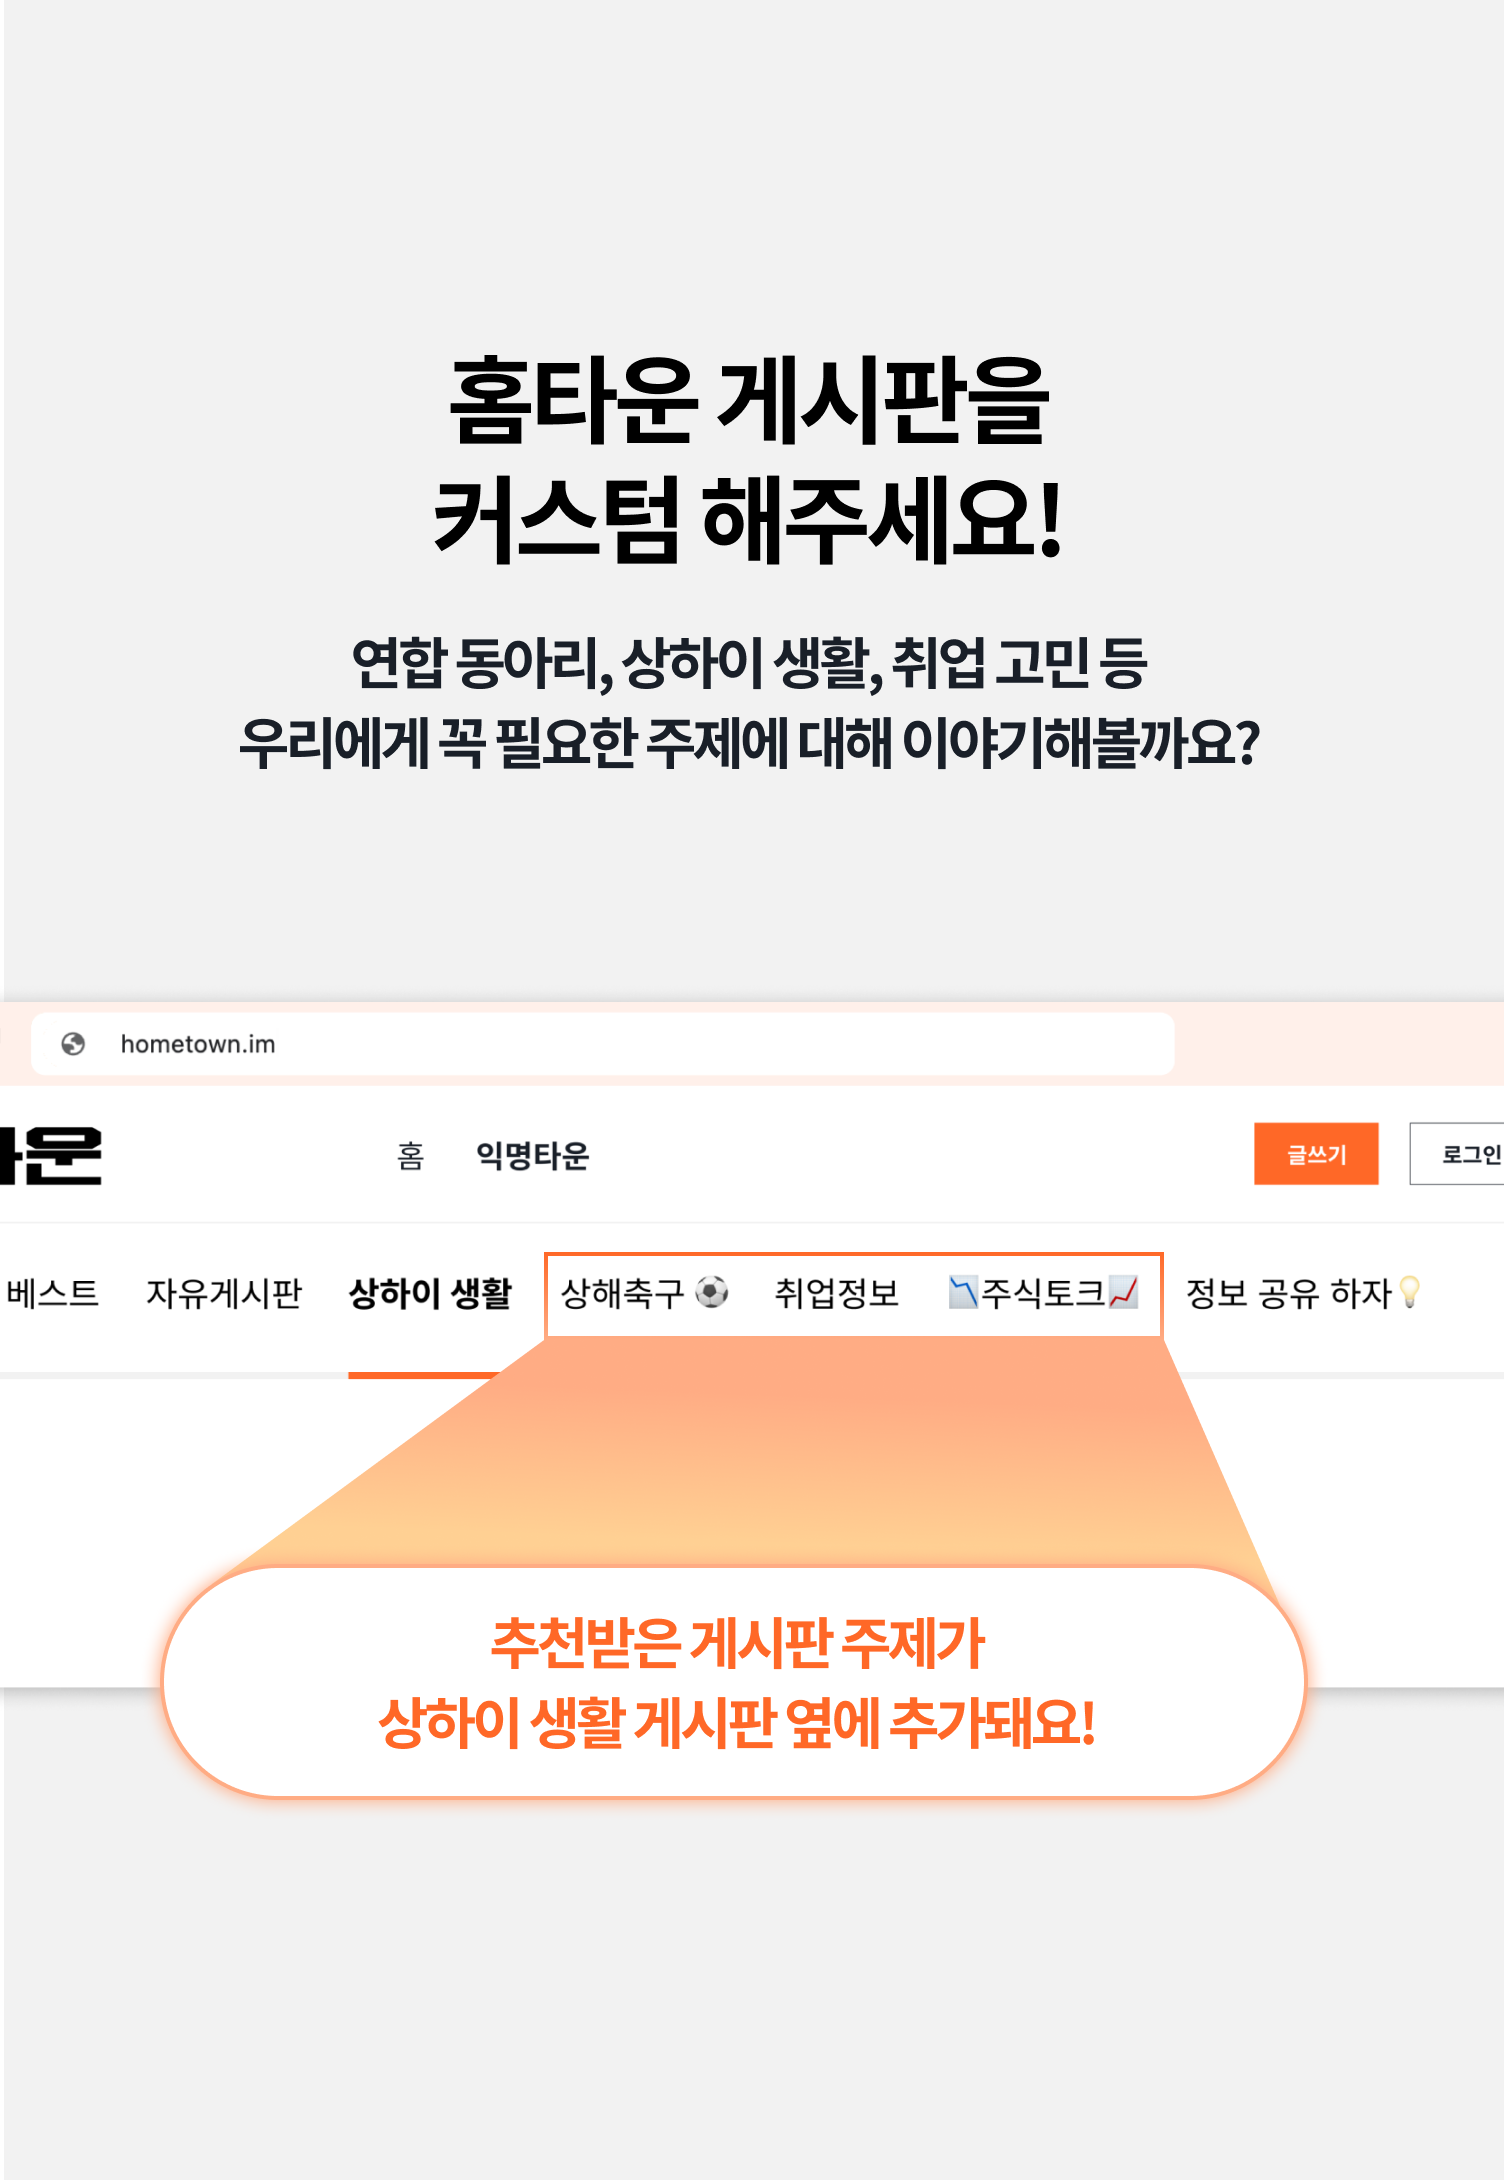 홈타운 게시판을
커스텀 해주세요!
연합 동아리, 상하이 생활, 취업 고민 등
우리에게 꼭 필요한 주제에 대해 이야기해볼까요?
hometown.im
운 홈 익명타운 글쓰기 로그인
베스트 자유게시판 상하이 생활 상해축구 ⚽ 취업정보 📉주식토크📈 정보 공유 하자💡
추천받은 게시판 주제가
상하이 생활 게시판 옆에 추가돼요!